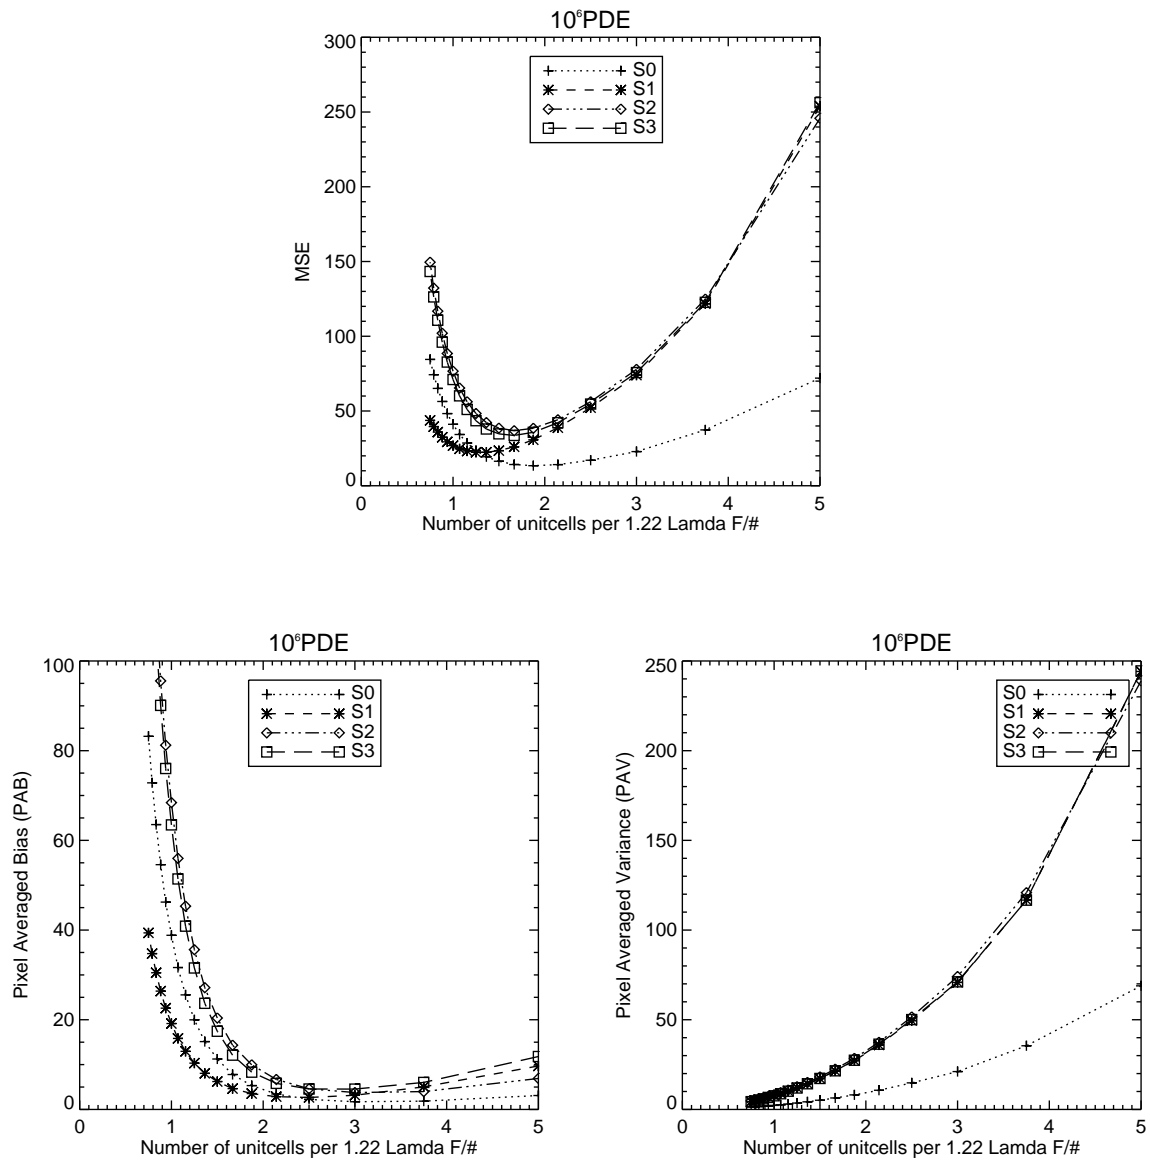 10⁶PDE
300
250
200
150
100
50
0
MSE
S0
S1
S2
S3
0 1 2 3 4 5
Number of unitcells per 1.22 Lamda F/#
10⁶PDE
100
80
60
40
20
0
Pixel Averaged Bias (PAB)
S0
S1
S2
S3
0 1 2 3 4 5
Number of unitcells per 1.22 Lamda F/#
10⁶PDE
250
200
150
100
50
0
Pixel Averaged Variance (PAV)
S0
S1
S2
S3
0 1 2 3 4 5
Number of unitcells per 1.22 Lamda F/#